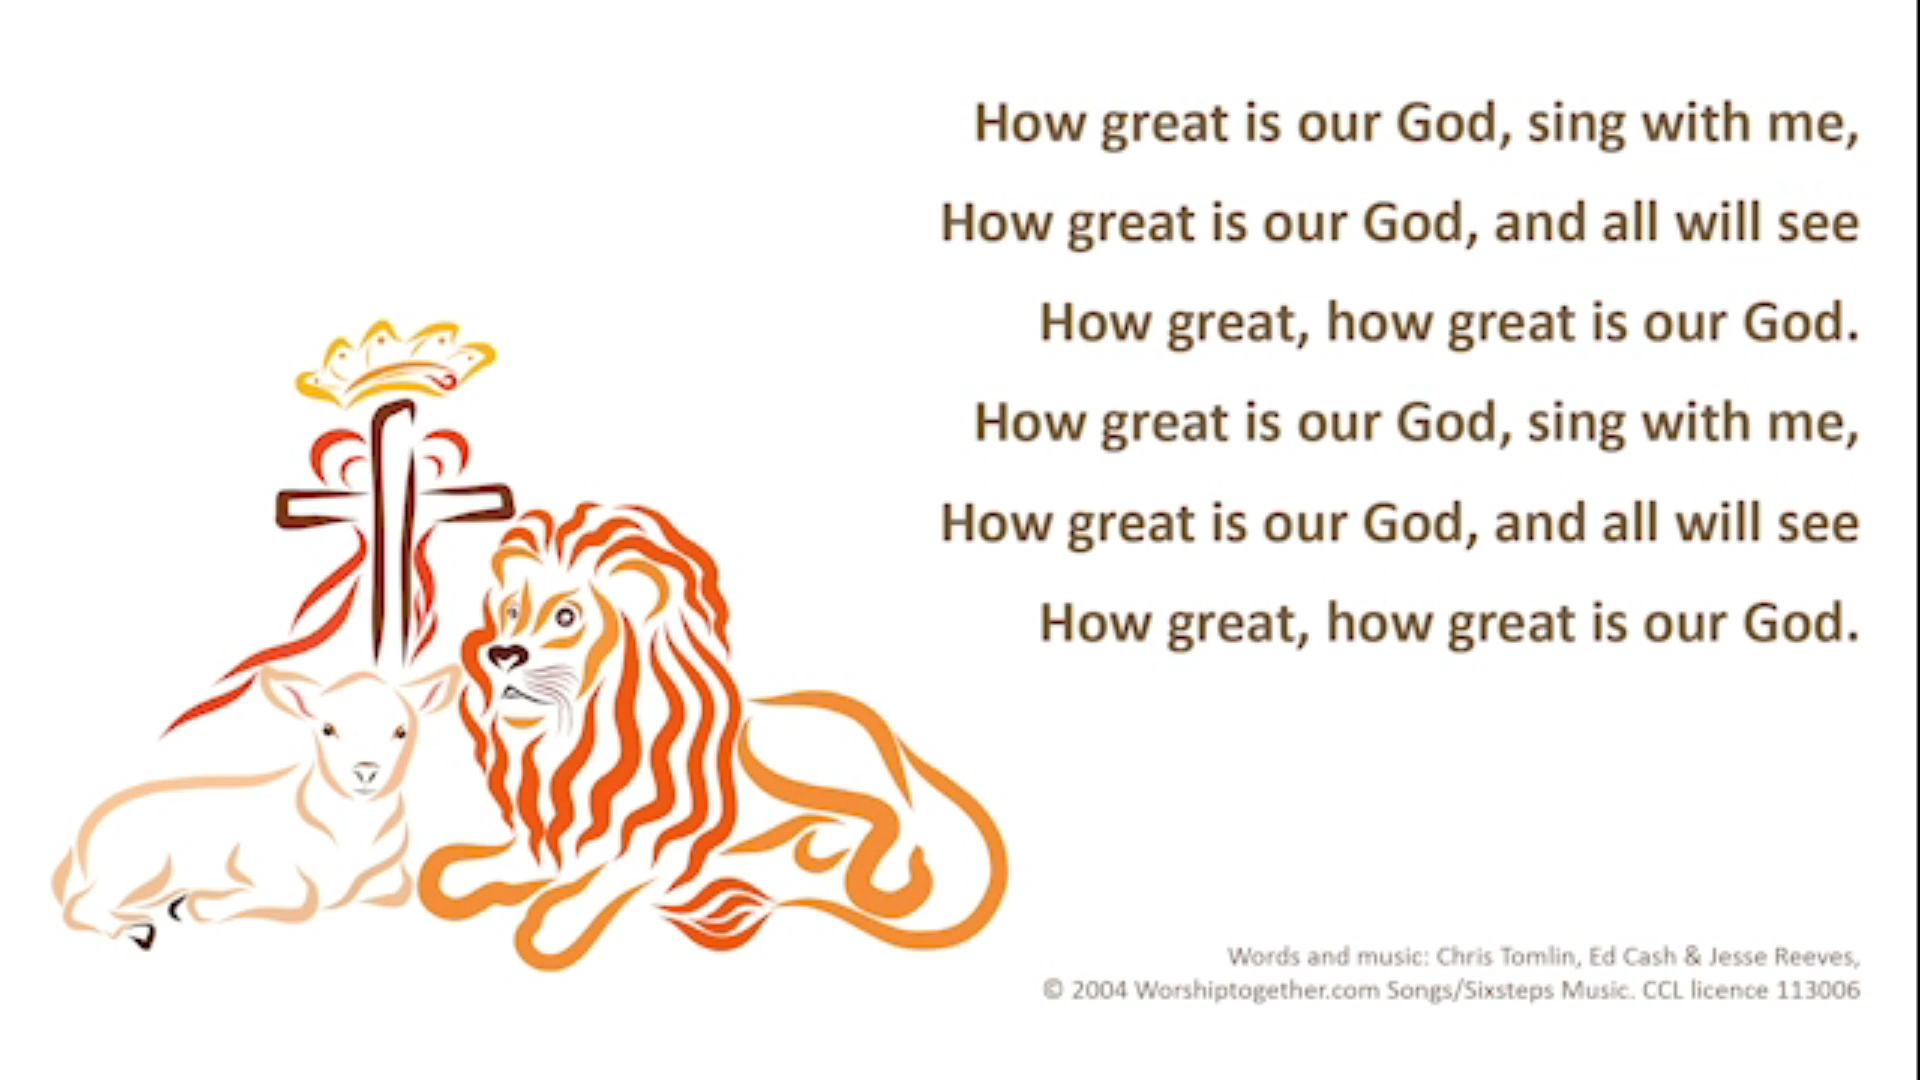 How great is our God, sing with me,
How great is our God, and all will see
How great, how great is our God.
How great is our God, sing with me,
How great is our God, and all will see
How great, how great is our God.
Words and music: Chris Tomlin, Ed Cash & Jesse Reeves,
© 2004 Worshiptogether.com Songs/Sixsteps Music. CCL licence 113006